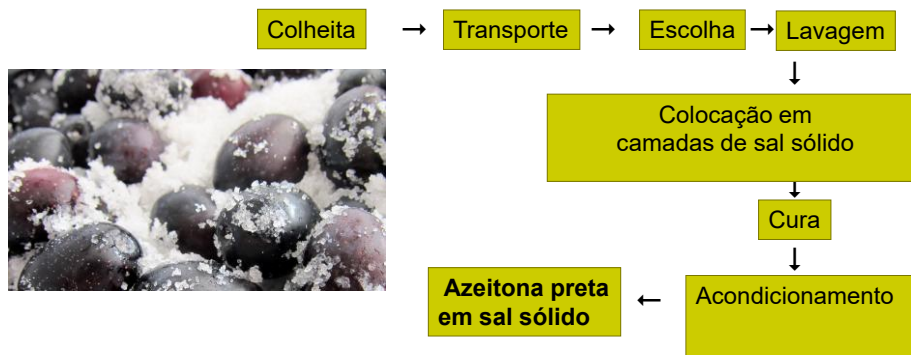 Colheita
Transporte
Escolha
Lavagem
Colocação em
camadas de sal sólido
Cura
Acondicionamento
Azeitona preta
em sal sólido